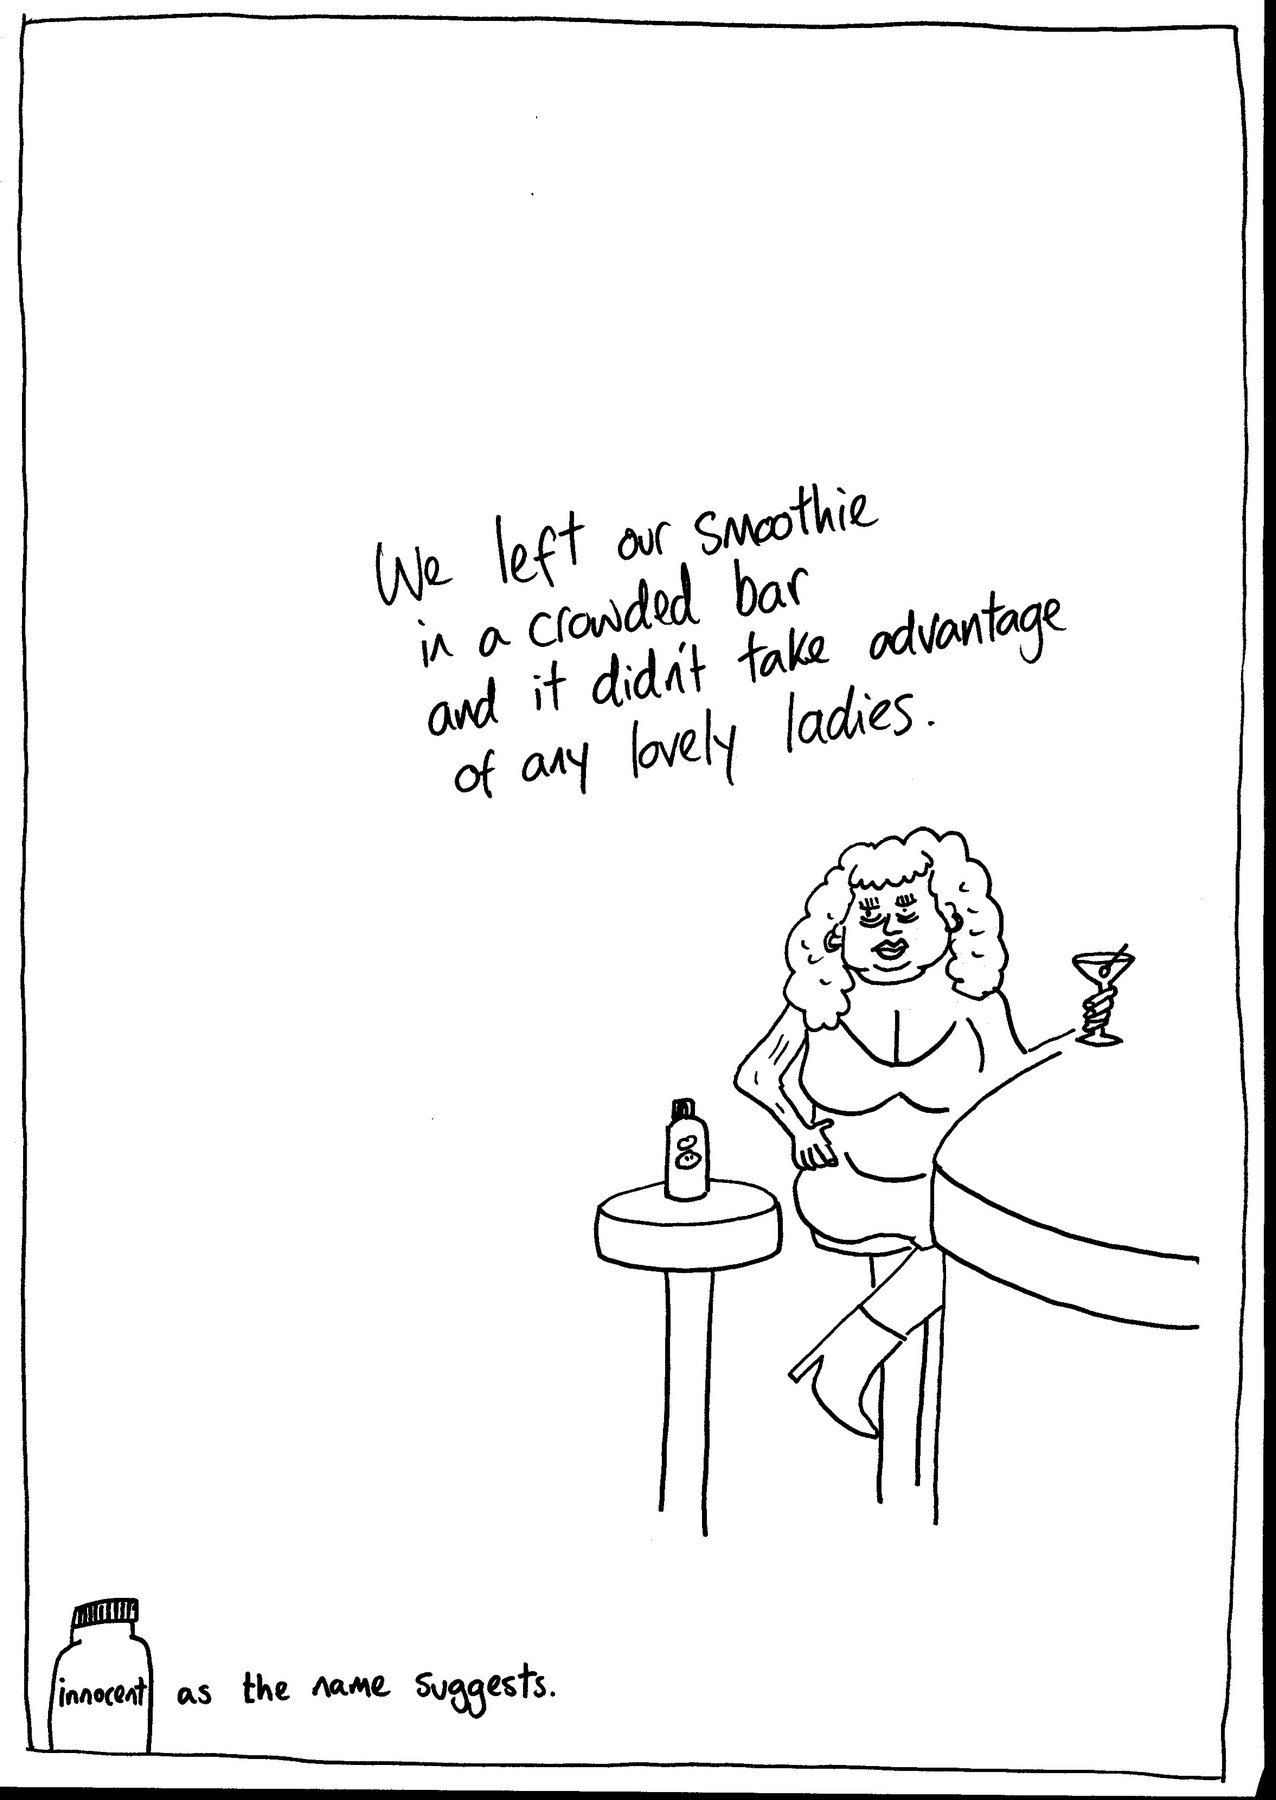 We left our smoothie
in a crowded bar
and it didn't take advantage
of any lovely ladies.
innocent as the name suggests.